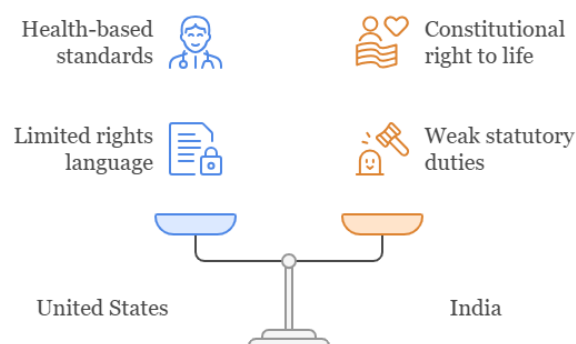 Health-based
standards
Constitutional
right to life
Limited rights
language
Weak statutory
duties
United States
India